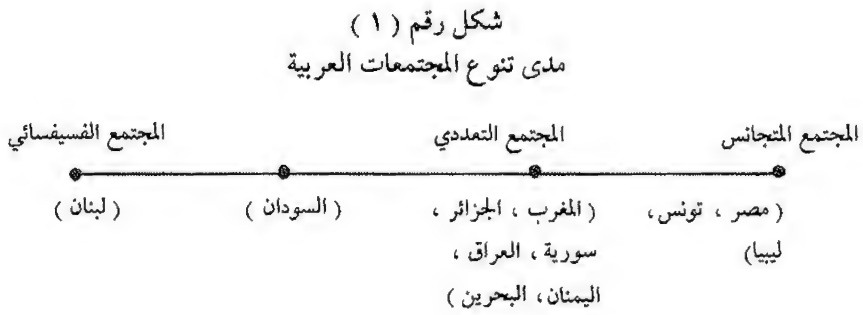 شكل رقم ( ١ )
مدى تنوع المجتمعات العربية
المجتمع المتجانس المجتمع التعددي المجتمع الفسيفسائي
( مصر ، تونس، ( المغرب ، الجزائر ، ( السودان ) ( لبنان )
ليبيا) سورية ، العراق ،
اليمنان، البحرين )